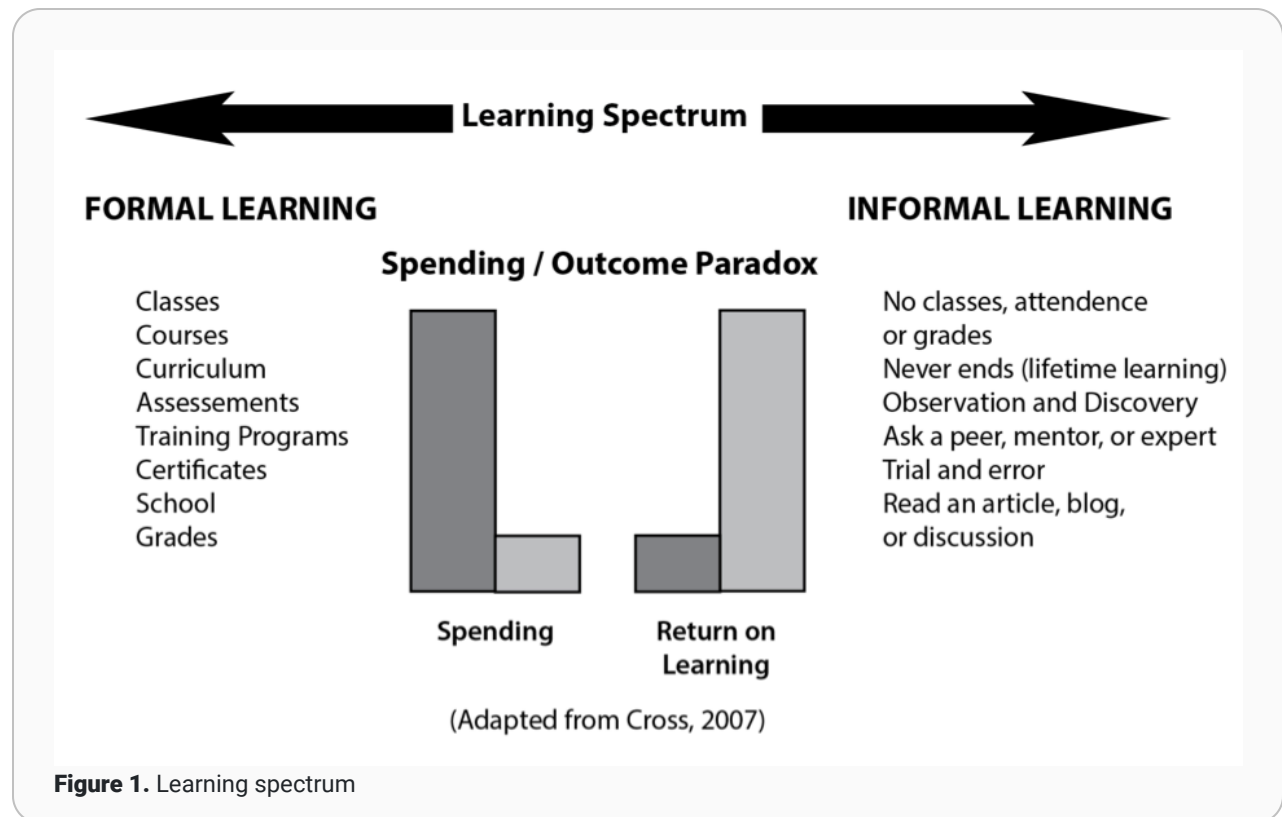 Learning Spectrum
FORMAL LEARNING
Classes
Courses
Curriculum
Assessements
Training Programs
Certificates
School
Grades
Spending / Outcome Paradox
Spending
Return on
Learning
(Adapted from Cross, 2007)
INFORMAL LEARNING
No classes, attendence
or grades
Never ends (lifetime learning)
Observation and Discovery
Ask a peer, mentor, or expert
Trial and error
Read an article, blog,
or discussion
Figure 1. Learning spectrum